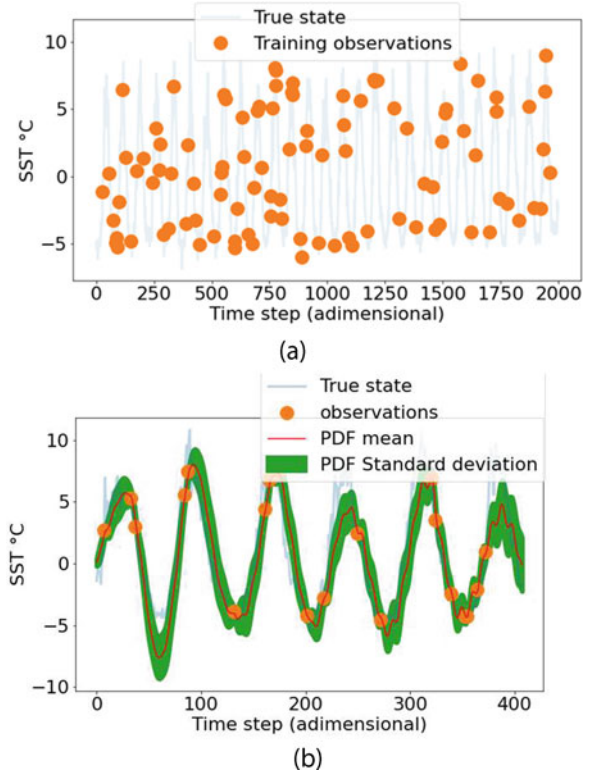 True state
Training observations
10
5
0
−5
SST °C
0 250 500 750 1000 1250 1500 1750 2000
Time step (adimensional)
(a)
True state
observations
PDF mean
PDF Standard deviation
10
5
0
−5
−10
SST °C
0 100 200 300 400
Time step (adimensional)
(b)